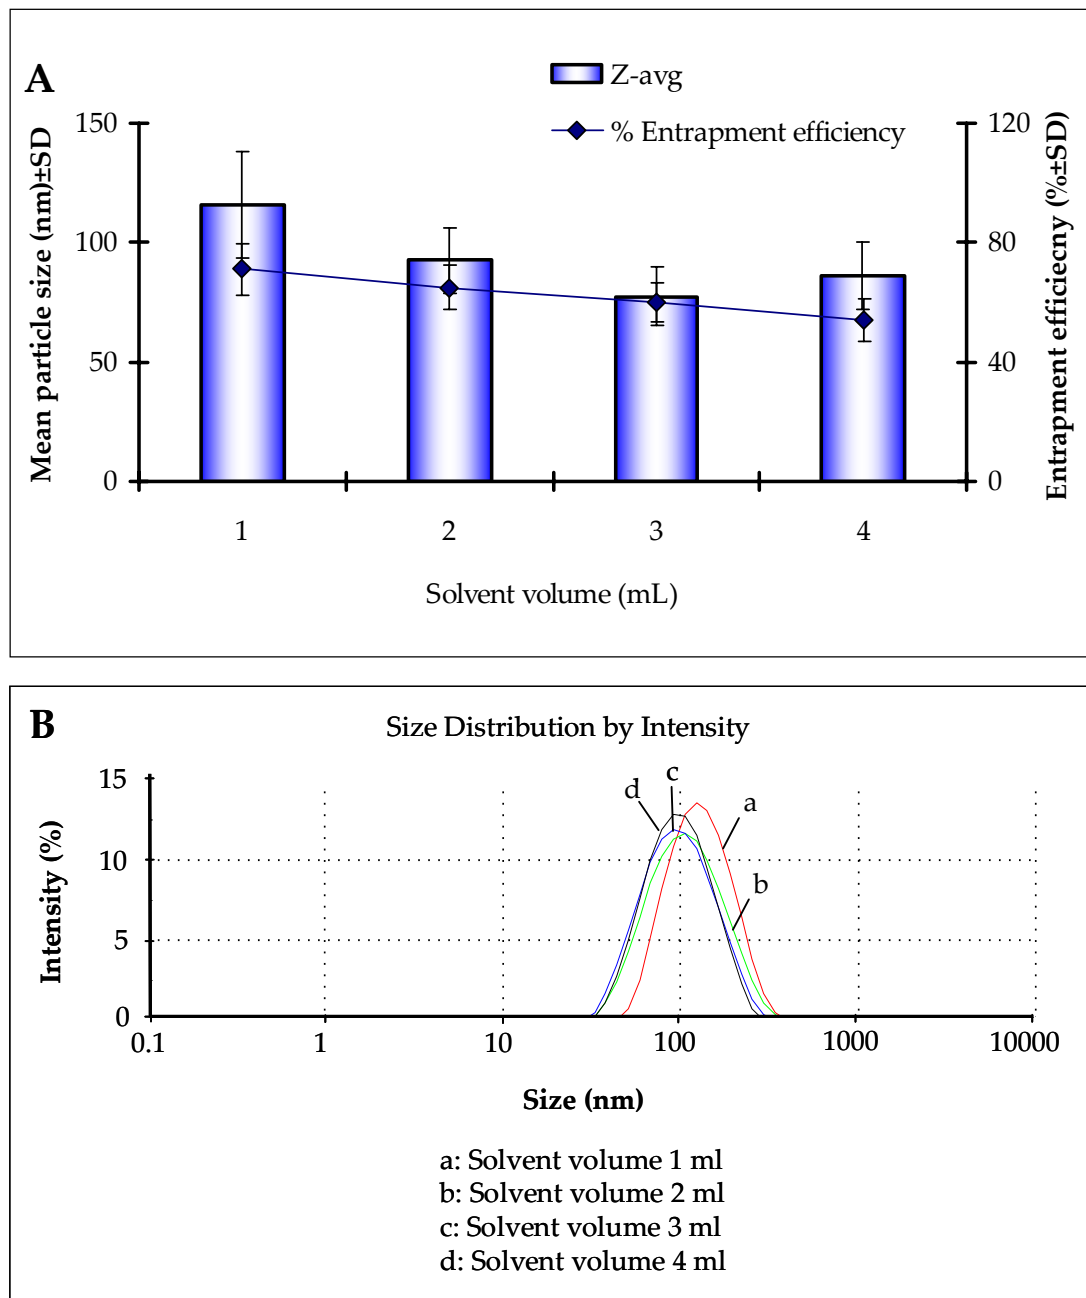 A
Z-avg
% Entrapment efficiency
Mean particle size (nm)±SD
150
100
50
0
120
80
40
0
Entrapment efficiecny (%±SD)
1 2 3 4
Solvent volume (mL)
B
Size Distribution by Intensity
Intensity (%)
15
10
5
0
d c a
b
0.1 1 10 100 1000 10000
Size (nm)
a: Solvent volume 1 ml
b: Solvent volume 2 ml
c: Solvent volume 3 ml
d: Solvent volume 4 ml